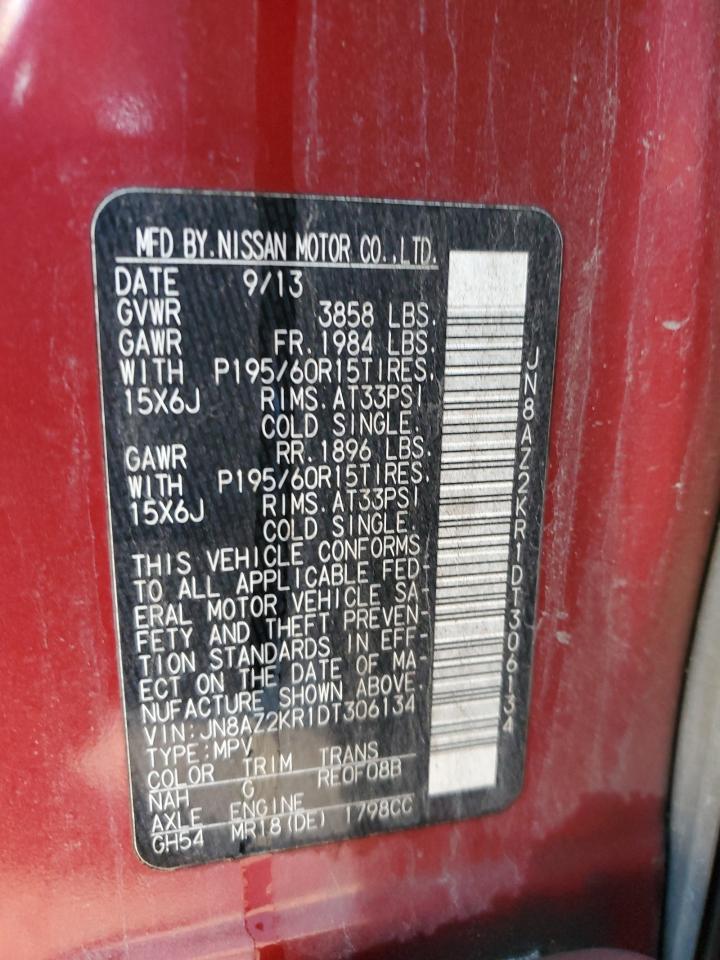 MFD BY.NISSAN MOTOR CO.,LTD.
DATE 9/13
GVWR 3858 LBS.
GAWR FR.1984 LBS.
WITH P195/60R15TIRES.
15X6J RIMS.AT33PSI
COLD SINGLE.
GAWR RR.1896 LBS.
WITH P195/60R15TIRES.
15X6J RIMS.AT33PSI
COLD SINGLE.
THIS VEHICLE CONFORMS
TO ALL APPLICABLE FED-
ERAL MOTOR VEHICLE SA-
FETY AND THEFT PREVEN-
TION STANDARDS IN EFF-
ECT ON THE DATE OF MA-
NUFACTURE SHOWN ABOVE.
VIN:JN8AZ2KR1DT306134
TYPE:MPV
COLOR TRIM TRANS
NAH G RE0F08B
AXLE ENGINE
GH54 MR18(DE) 1798CC
JN8AZ2KR1DT306134